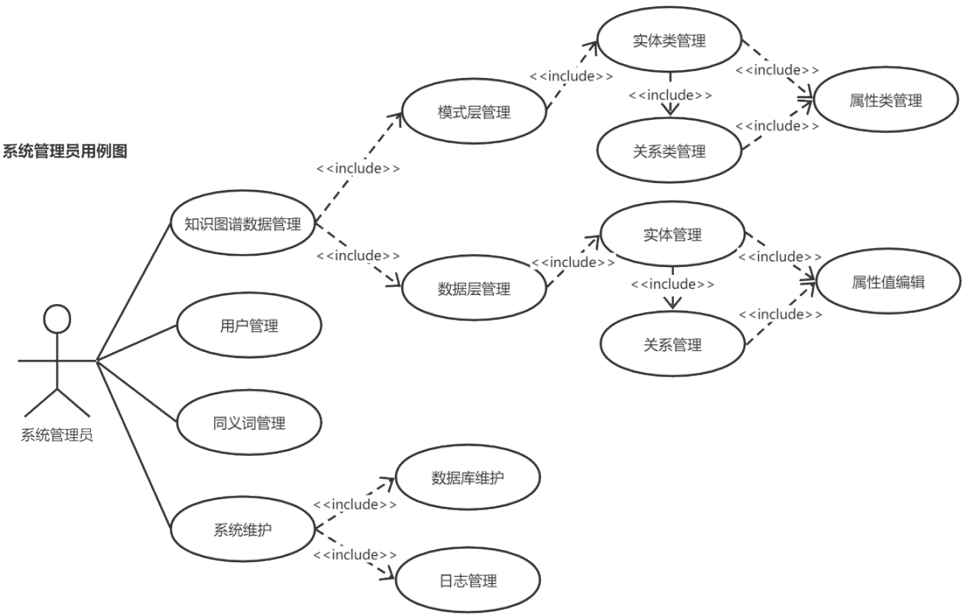 实体类管理
<<include>>
<<include>>
<<include>>
属性类管理
模式层管理
<<include>>
系统管理员用例图
关系类管理
<<include>>
知识图谱数据管理
实体管理
<<include>>
<<include>>
<<include>>
属性值编辑
数据层管理
<<include>>
<<include>>
用户管理
关系管理
同义词管理
系统管理员
数据库维护
<<include>>
系统维护
<<include>>
日志管理